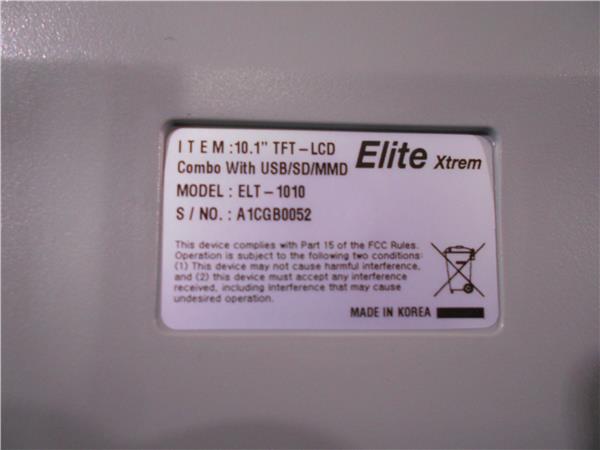 ITEM : 10.1" TFT-LCD
Combo With USB/SD/MMD
Elite Xtrem
MODEL : ELT-1010
S / NO. : A1CGB0052
This device complies with Part 15 of the FCC Rules.
Operation is subject to the following two conditions:
(1) This device may not cause harmful interference,
and (2) this device must accept any interference
received, including interference that may cause
undesired operation.
MADE IN KOREA